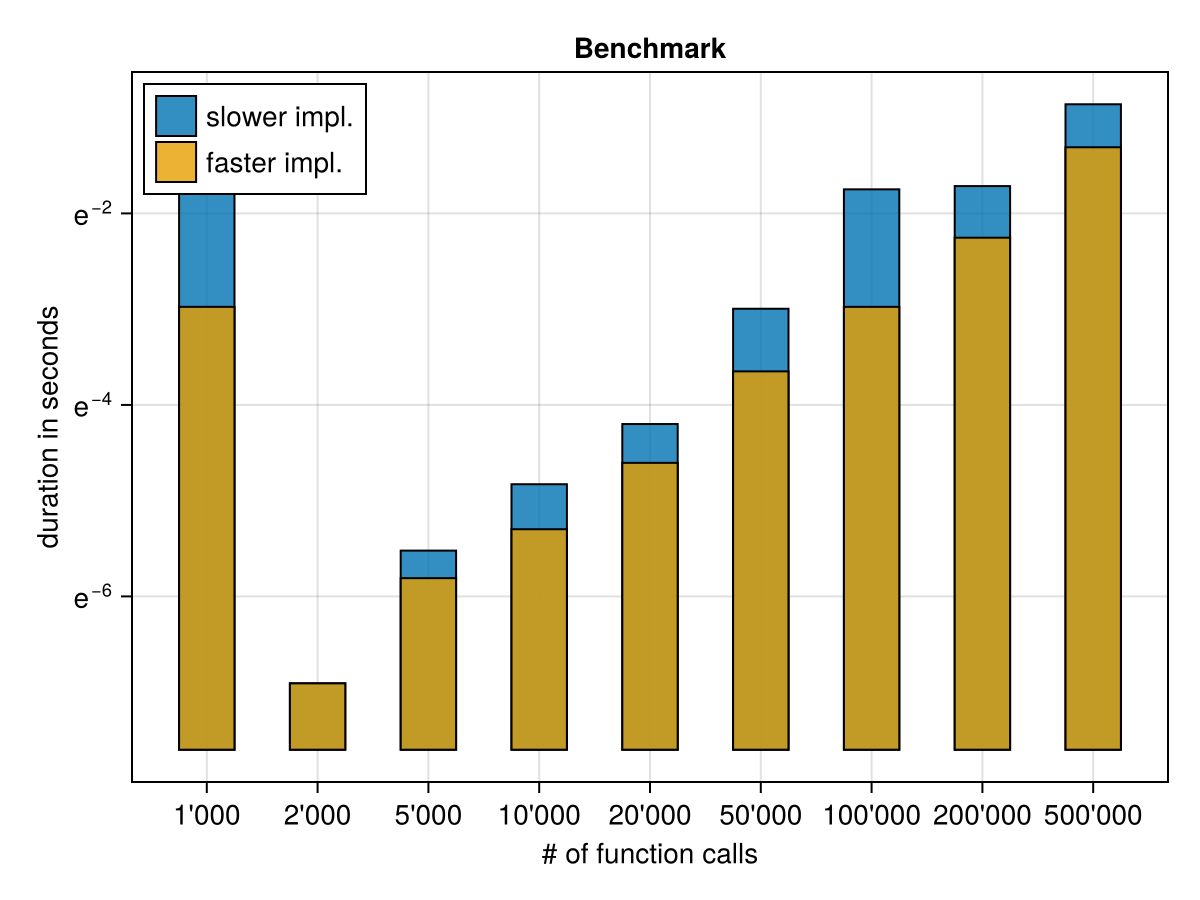 Benchmark
slower impl.
faster impl.
e⁻²
e⁻⁴
e⁻⁶
duration in seconds
1'000 2'000 5'000 10'000 20'000 50'000 100'000 200'000 500'000
# of function calls